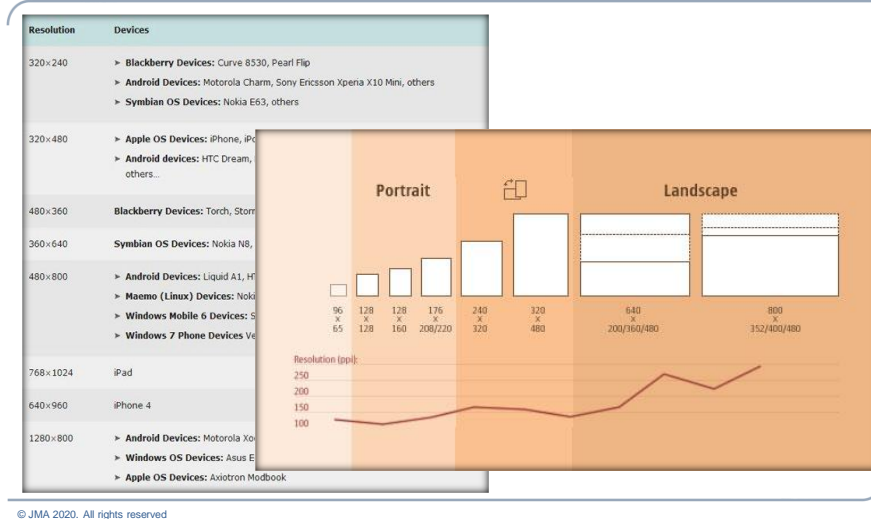 Resolution Devices
320×240
➤ Blackberry Devices: Curve 8530, Pearl Flip
➤ Android Devices: Motorola Charm, Sony Ericsson Xperia X10 Mini, others
➤ Symbian OS Devices: Nokia E63, others
320×480
➤ Apple OS Devices: iPhone,
➤ Android devices: HTC Dream,
others...
480×360 Blackberry Devices: Torch,
360×640 Symbian OS Devices: Nokia N8,
480×800
➤ Android Devices: Liquid A1,
➤ Maemo (Linux) Devices:
➤ Windows Mobile 6 Devices:
➤ Windows 7 Phone Devices
768×1024 iPad
640×960 iPhone 4
1280×800
➤ Android Devices: Motorola
➤ Windows OS Devices: Asus
➤ Apple OS Devices: Axiotron Modbook
Portrait Landscape
96 x 65
128 x 128
128 x 160
176 x 208/220
240 x 320
320 x 480
640 x 200/360/480
800 x 352/400/480
Resolution (ppi):
250
200
150
100
© JMA 2020. All rights reserved